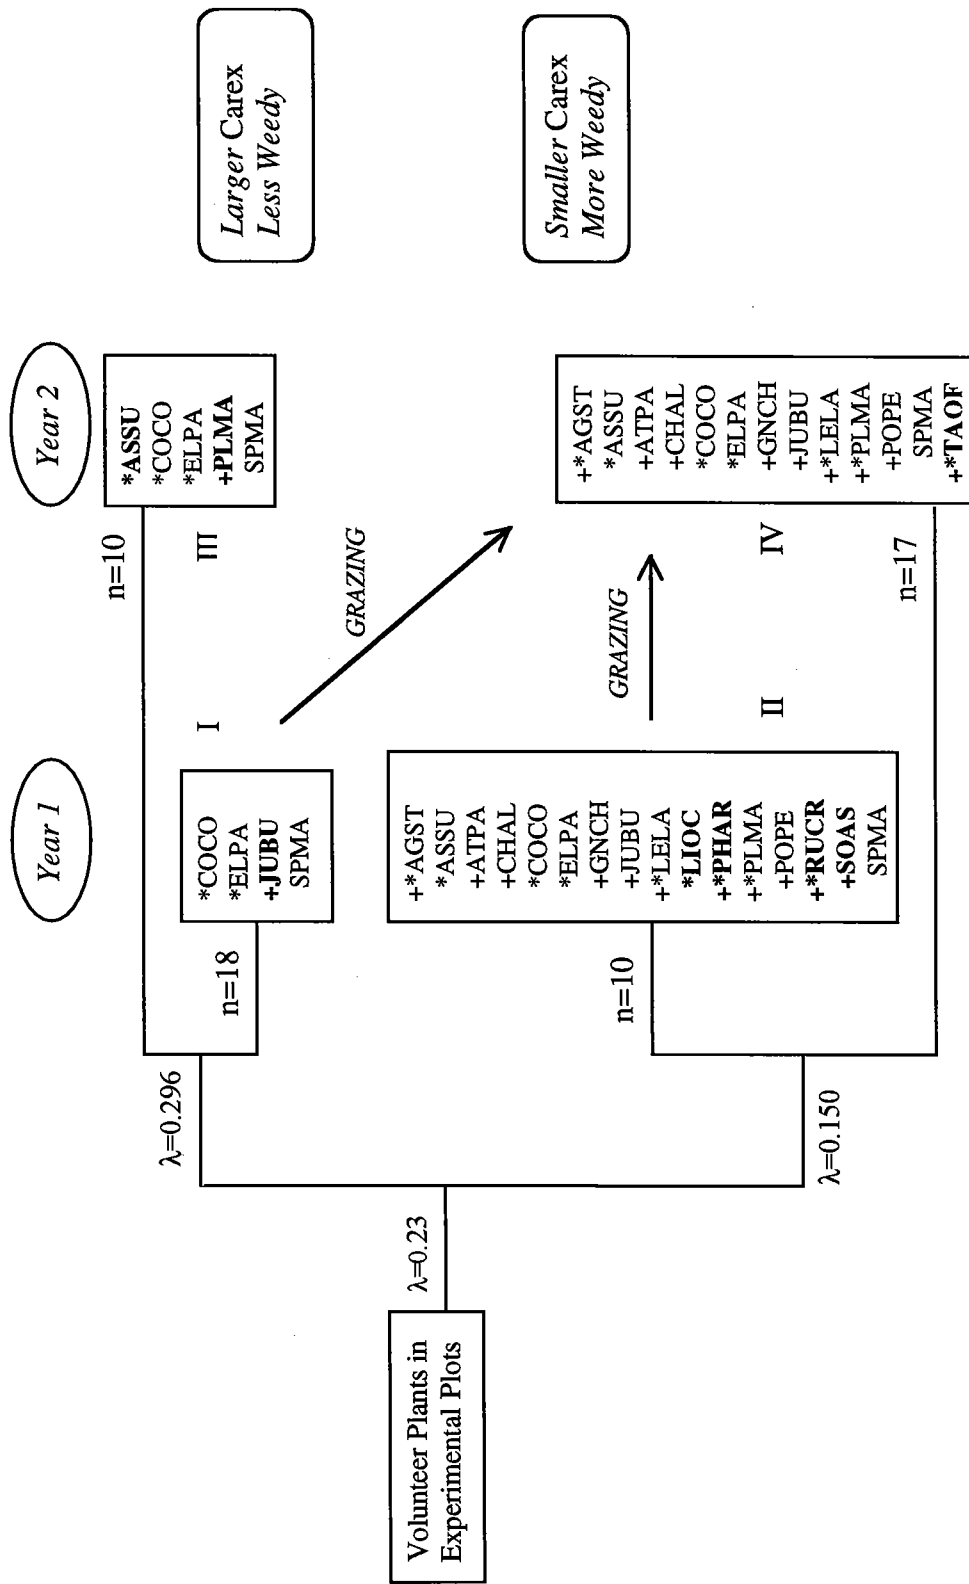 Year 1
Year 2
Volunteer Plants in
Experimental Plots
λ=0.23
λ=0.296
λ=0.150
n=18
*COCO
*ELPA
+JUBU
SPMA
I
n=10
*ASSU
*COCO
*ELPA
+PLMA
SPMA
III
Larger Carex
Less Weedy
GRAZING
n=10
+*AGST
*ASSU
+ATPA
+CHAL
*COCO
*ELPA
+GNCH
+JUBU
+*LELA
*LIOC
+*PHAR
+*PLMA
+POPE
+*RUCR
+SOAS
SPMA
II
GRAZING
+*AGST
*ASSU
+ATPA
+CHAL
*COCO
*ELPA
+GNCH
+JUBU
+*LELA
+*PLMA
+POPE
SPMA
+*TAOF
IV
n=17
Smaller Carex
More Weedy